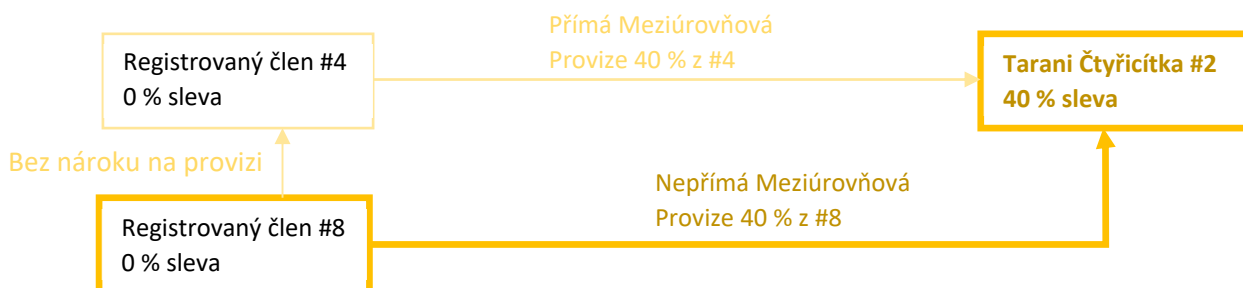 Přímá Meziúrovňová
Provize 40 % z #4
Registrovaný člen #4
0 % sleva
Tarani Čtyřicítka #2
40 % sleva
Bez nároku na provizi
Nepřímá Meziúrovňová
Provize 40 % z #8
Registrovaný člen #8
0 % sleva